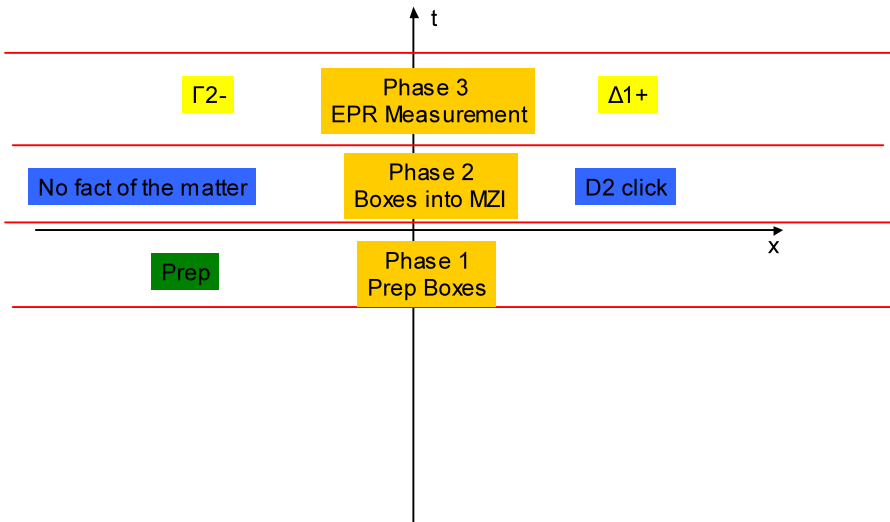 t
Γ2-
Phase 3
EPR Measurement
Δ1+
No fact of the matter
Phase 2
Boxes into MZI
D2 click
x
Prep
Phase 1
Prep Boxes